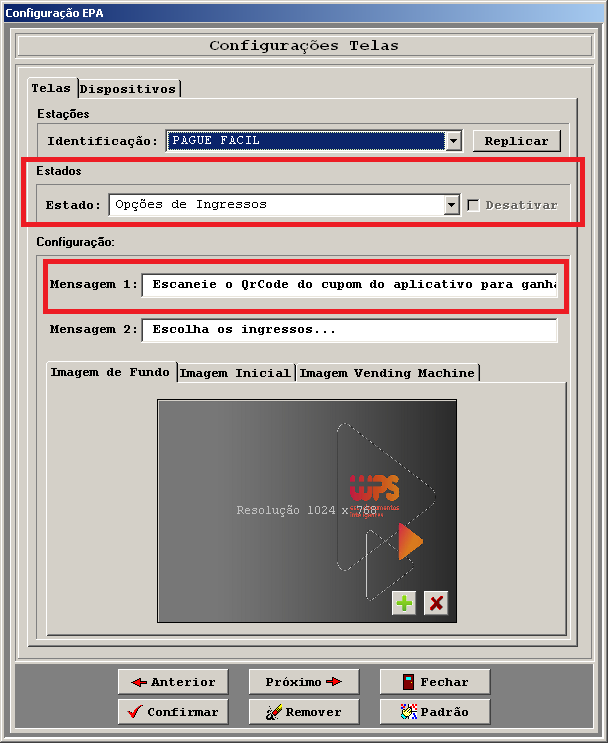 Configuração EPA
Configurações Telas
Telas Dispositivos
Estações
Identificação: PAGUE FACIL Replicar
Estados
Estado: Opções de Ingressos Desativar
Configuração:
Mensagem 1: Escaneie o QrCode do cupom do aplicativo para ganha
Mensagem 2: Escolha os ingressos...
Imagem de Fundo Imagem Inicial Imagem Vending Machine
WPS
Resolução 1024 x 768
Anterior Próximo Fechar
Confirmar Remover Padrão